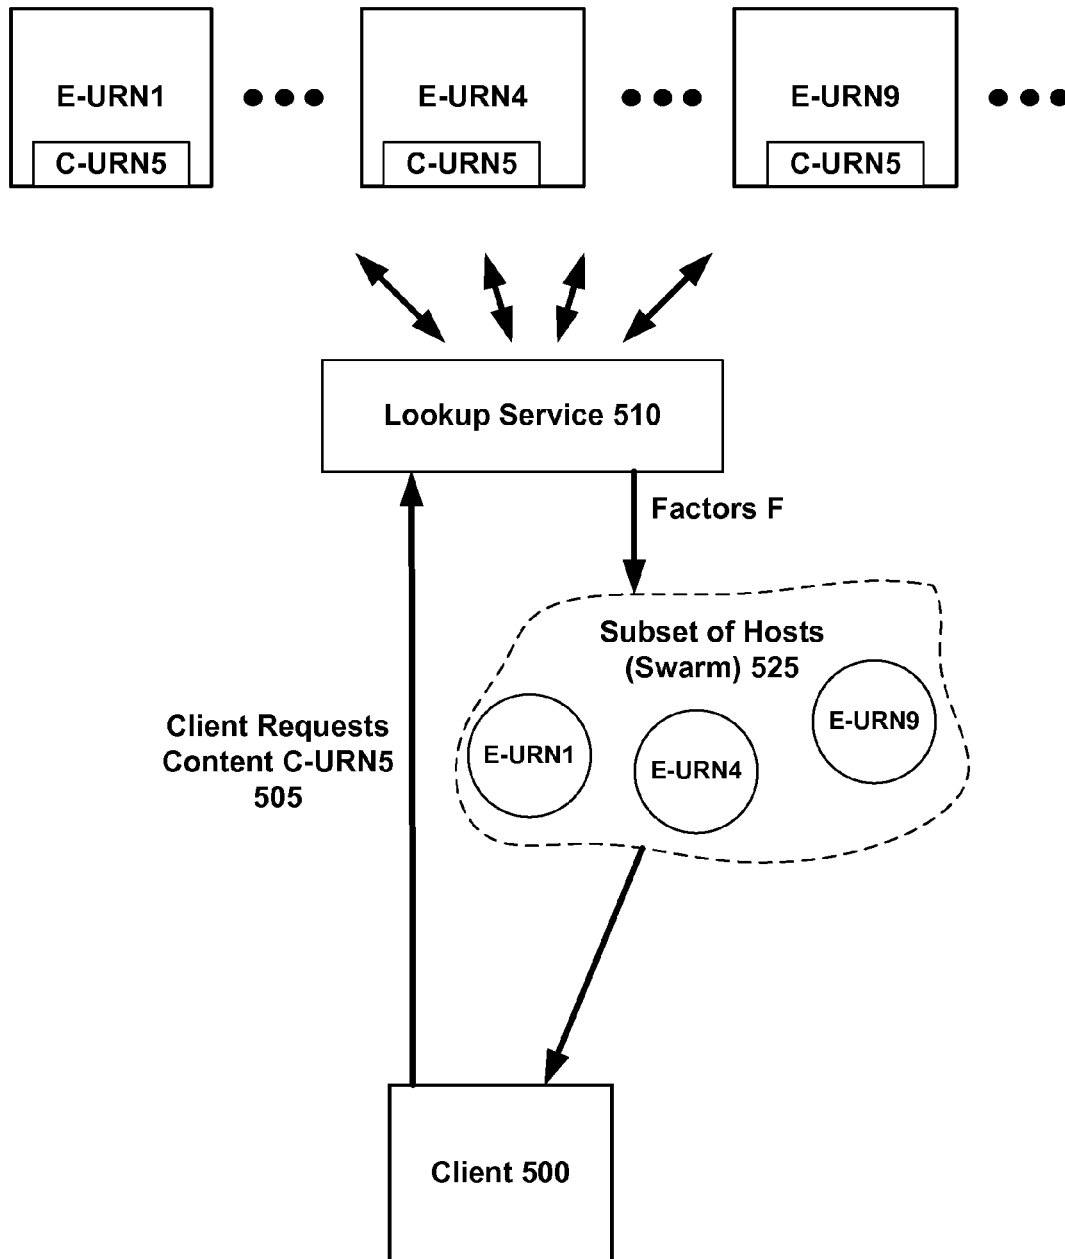 E-URN1
E-URN4
E-URN9
C-URN5
C-URN5
C-URN5
Lookup Service 510
Factors F
Subset of Hosts
(Swarm) 525
E-URN9
E-URN1
E-URN4
Client Requests
Content C-URN5
505
Client 500